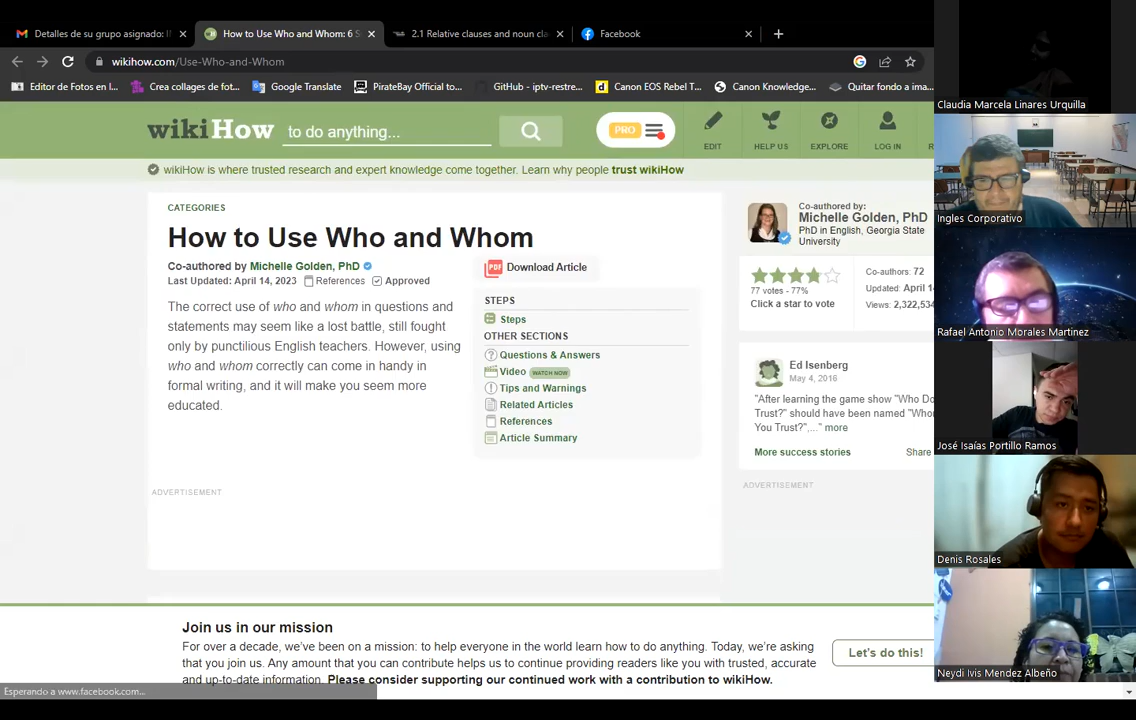 Detalles de su grupo asignado: I
How to Use Who and Whom: 6 S
2.1 Relative clauses and noun cla
Facebook
wikihow.com/Use-Who-and-Whom
Editor de Fotos en l...
Crea collages de fot...
Google Translate
PirateBay Official to...
GitHub - iptv-restre...
Canon EOS Rebel T...
Canon Knowledge...
Quitar fondo a ima...
wikiHow
to do anything...
PRO
EDIT
HELP US
EXPLORE
LOG IN
R
wikiHow is where trusted research and expert knowledge come together. Learn why people trust wikiHow
CATEGORIES
How to Use Who and Whom
Co-authored by Michelle Golden, PhD
Last Updated: April 14, 2023 References Approved
The correct use of who and whom in questions and
statements may seem like a lost battle, still fought
only by punctilious English teachers. However, using
who and whom correctly can come in handy in
formal writing, and it will make you seem more
educated.
PDF Download Article
STEPS
Steps
OTHER SECTIONS
Questions & Answers
Video WATCH NOW
Tips and Warnings
Related Articles
References
Article Summary
ADVERTISEMENT
Co-authored by:
Michelle Golden, PhD
PhD in English, Georgia State
University
77 votes - 77%
Click a star to vote
Co-authors: 72
Updated: April 1
Views: 2,322,534
Ed Isenberg
May 4, 2016
"After learning the game show "Who Do
Trust?" should have been named "Who
You Trust?",..." more
More success stories
Share
ADVERTISEMENT
Join us in our mission
For over a decade, we've been on a mission: to help everyone in the world learn how to do anything. Today, we're asking
that you join us. Any amount that you can contribute helps us to continue providing readers like you with trusted, accurate
and up-to-date information. Please consider supporting our continued work with a contribution to wikiHow.
Let's do this!
Esperando a www.facebook.com...
Claudia Marcela Linares Urquilla
Ingles Corporativo
Rafael Antonio Morales Martinez
José Isaías Portillo Ramos
Denis Rosales
Neydi Ivis Mendez Albeño